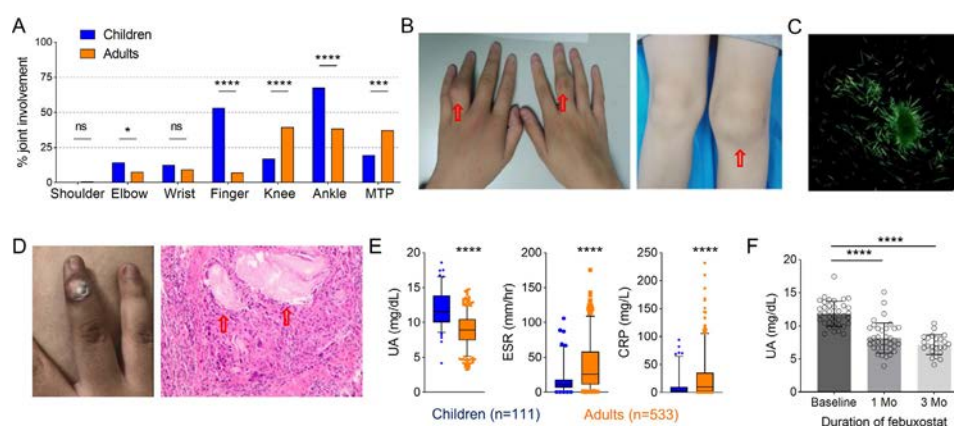 A
Children
Adults
% joint involvement
100
75
50
25
0
ns
*
ns
****
****
****
***
Shoulder Elbow Wrist Finger Knee Ankle MTP
B
C
D
E
UA (mg/dL)
20
15
10
5
0
****
ESR (mm/hr)
200
150
100
50
0
****
CRP (mg/L)
250
200
150
100
50
0
****
Children (n=111)
Adults (n=533)
F
UA (mg/dL)
20
15
10
5
0
****
****
Baseline 1 Mo 3 Mo
Duration of febuxostat